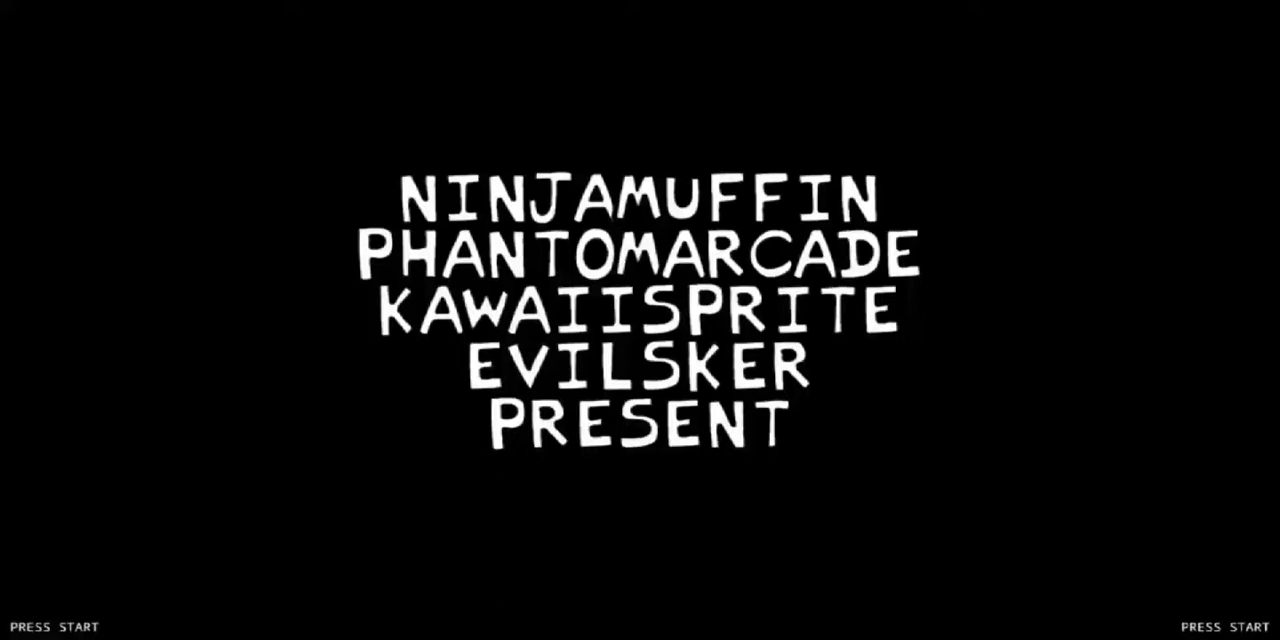 NINJAMUFFIN
PHANTOMARCADE
KAWAIISPRITE
EVILSKER
PRESENT
PRESS START
PRESS START